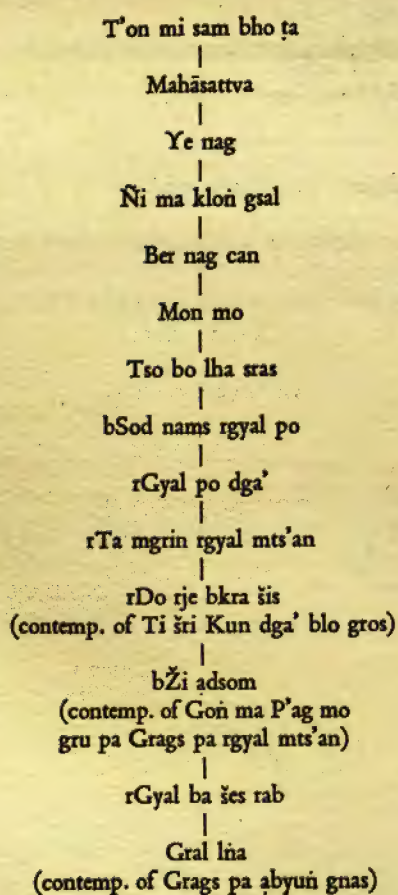 T'on mi sam bho ṭa
Mahāsattva
Ye nag
Ñi ma kloṅ gsal
Ber nag can
Mon mo
Tso bo lha sras
bSod nams rgyal po
rGyal po dga'
rTa mgrin rgyal mts'an
rDo rje bkra šis
(contemp. of Ti šri Kun dga' blo gros)
bŽi ạdsom
(contemp. of Goṅ ma P'ag mo
gru pa Grags pa rgyal mts'an)
rGyal ba šes rab
Gral lṅa
(contemp. of Grags pa ạbyuṅ gnas)